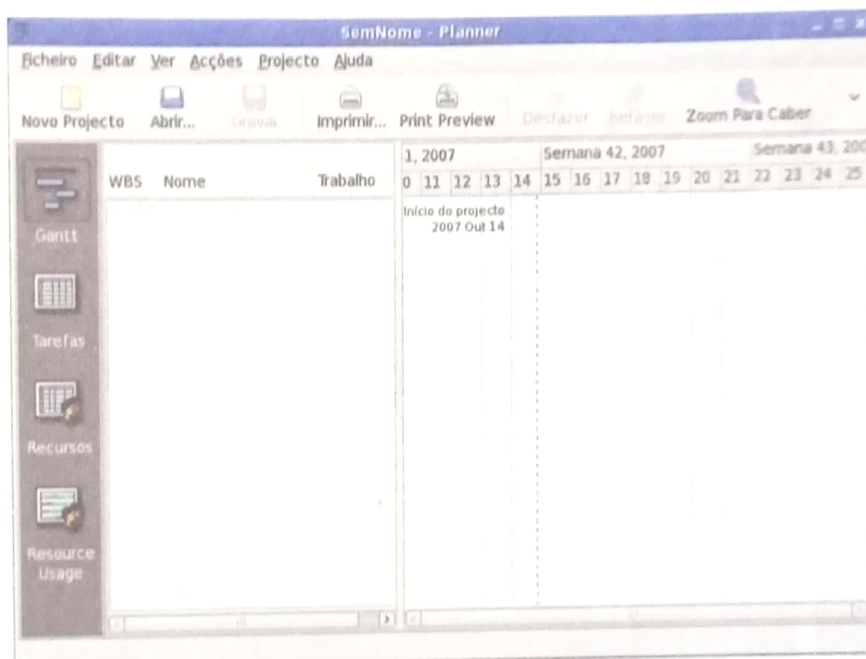 SemNome - Planner
Ficheiro Editar Ver Acções Projecto Ajuda
Novo Projecto Abrir... Gravar Imprimir... Print Preview Desfazer Refazer Zoom Para Caber
WBS Nome Trabalho
1, 2007 Semana 42, 2007 Semana 43, 200
0 11 12 13 14 15 16 17 18 19 20 21 22 23 24 25
Início do projecto
2007 Out 14
Gantt
Tarefas
Recursos
Resource
Usage